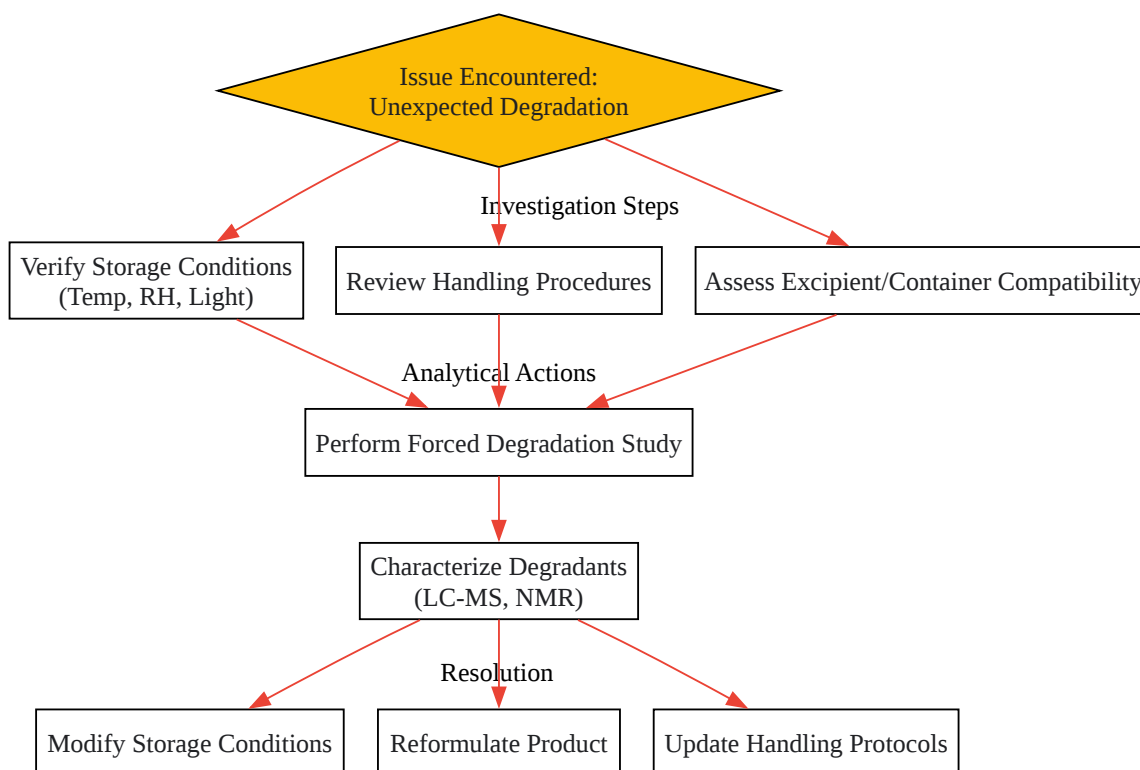 Issue Encountered:
Unexpected Degradation
Investigation Steps
Verify Storage Conditions
(Temp, RH, Light)
Review Handling Procedures
Assess Excipient/Container Compatibility
Analytical Actions
Perform Forced Degradation Study
Characterize Degradants
(LC-MS, NMR)
Resolution
Modify Storage Conditions
Reformulate Product
Update Handling Protocols